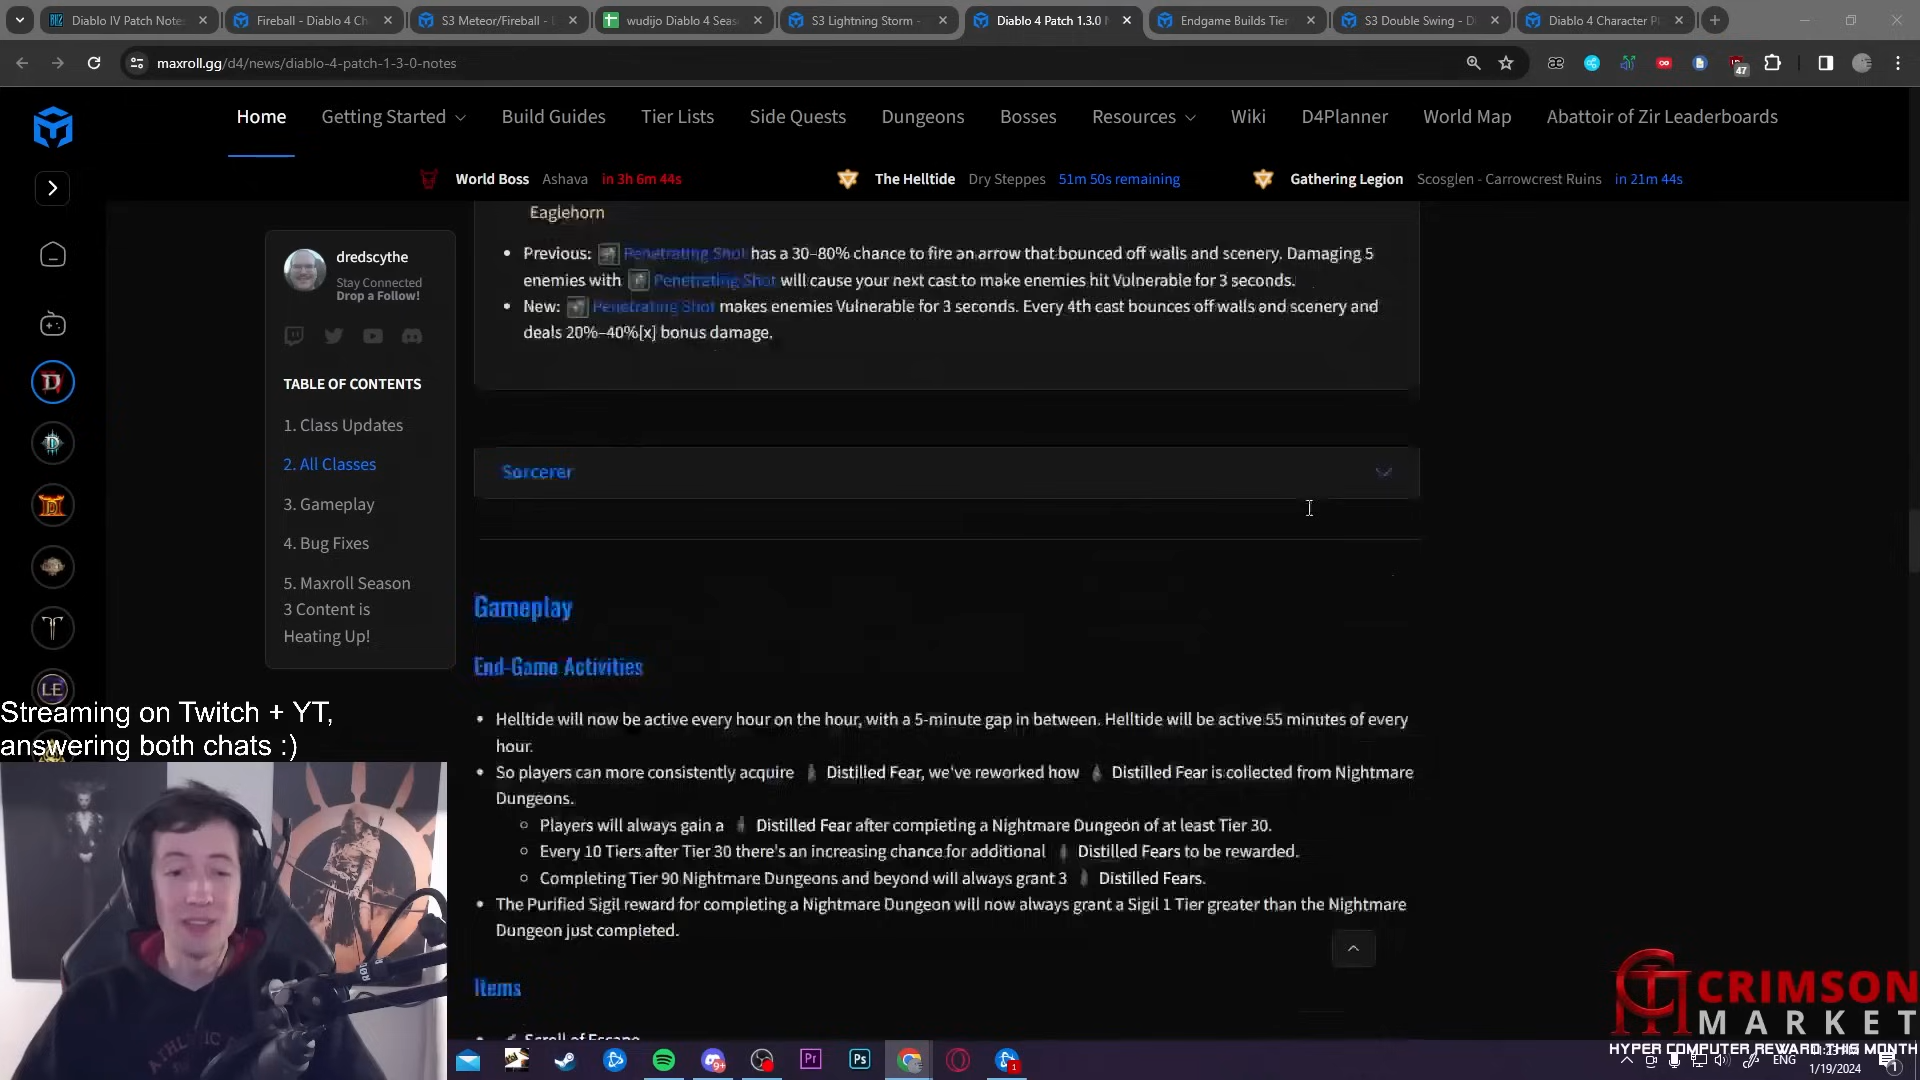 Diablo IV Patch Note
Fireball - Diablo 4 Ch
S3 Meteor/Fireball - 
wudijo Diablo 4 Seas
S3 Lightning Storm -
Diablo 4 Patch 1.3.0
Endgame Builds Tier
S3 Double Swing - D
Diablo 4 Character P
maxroll.gg/d4/news/diablo-4-patch-1-3-0-notes
47
Home
Getting Started
Build Guides
Tier Lists
Side Quests
Dungeons
Bosses
Resources
Wiki
D4Planner
World Map
Abattoir of Zir Leaderboards
World Boss Ashava in 3h 6m 44s
The Helltide Dry Steppes 51m 50s remaining
Gathering Legion Scosglen - Carrowcrest Ruins in 21m 44s
dredscythe
Stay Connected
Drop a Follow!
TABLE OF CONTENTS
1. Class Updates
2. All Classes
3. Gameplay
4. Bug Fixes
5. Maxroll Season
3 Content is
Heating Up!
LE
Eaglehorn
Previous: Penetrating Shot has a 30-80% chance to fire an arrow that bounced off walls and scenery. Damaging 5
enemies with Penetrating Shot will cause your next cast to make enemies hit Vulnerable for 3 seconds.
New: Penetrating Shot makes enemies Vulnerable for 3 seconds. Every 4th cast bounces off walls and scenery and
deals 20%-40%[x] bonus damage.
Sorcerer
Gameplay
End-Game Activities
Helltide will now be active every hour on the hour, with a 5-minute gap in between. Helltide will be active 55 minutes of every
hour.
So players can more consistently acquire Distilled Fear, we've reworked how Distilled Fear is collected from Nightmare
Dungeons.
Players will always gain a Distilled Fear after completing a Nightmare Dungeon of at least Tier 30.
Every 10 Tiers after Tier 30 there's an increasing chance for additional Distilled Fears to be rewarded.
Completing Tier 90 Nightmare Dungeons and beyond will always grant 3 Distilled Fears.
The Purified Sigil reward for completing a Nightmare Dungeon will now always grant a Sigil 1 Tier greater than the Nightmare
Dungeon just completed.
Items
Scroll of Escape
Streaming on Twitch + YT,
answering both chats :)
CRIMSON
MARKET
HYPER COMPUTER REWARD THIS MONTH
Pr
Ps
ENG
1/19/2024